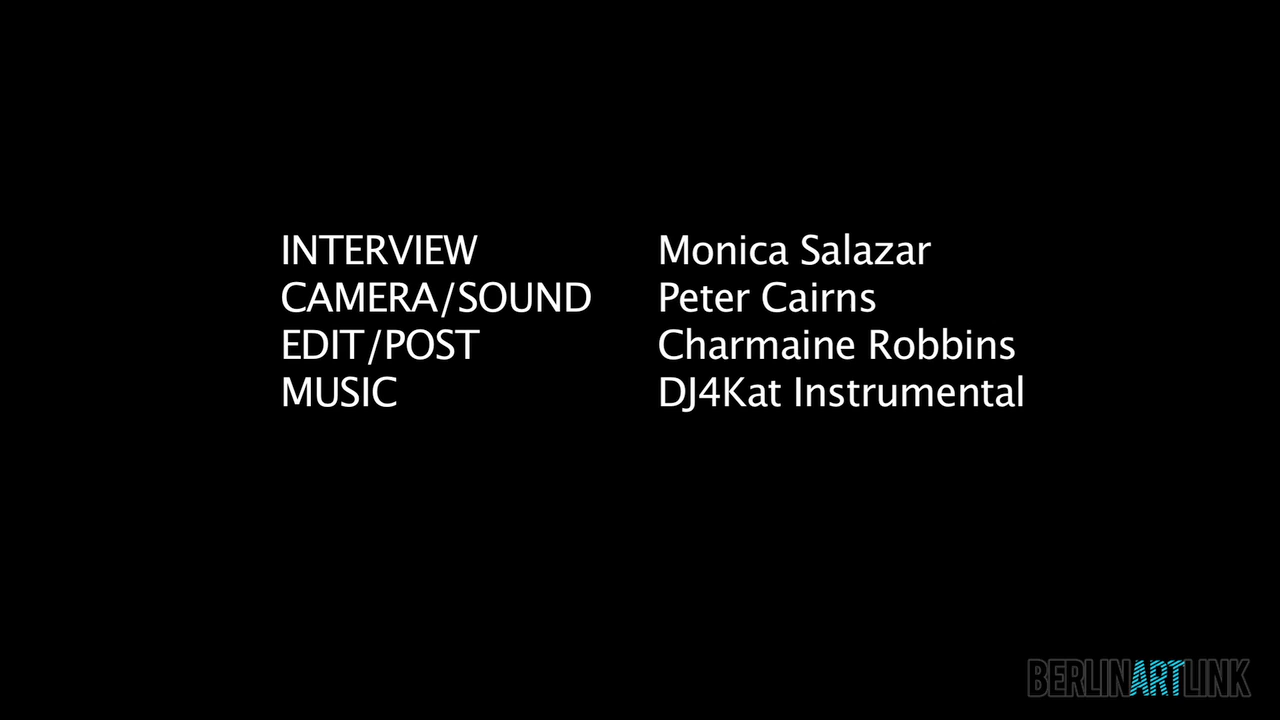 INTERVIEW Monica Salazar
CAMERA/SOUND Peter Cairns
EDIT/POST Charmaine Robbins
MUSIC DJ4Kat Instrumental
BERLINARTLINK